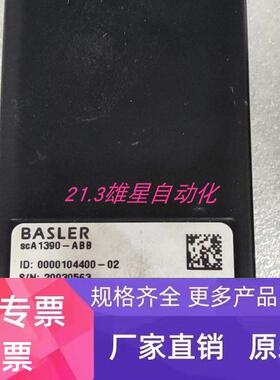 21.3雄星自动化
BASLER
scA1390-ABB
ID: 0000104400-02
S/N: 20930563
专票
规格齐全 更多产品
厂家直销